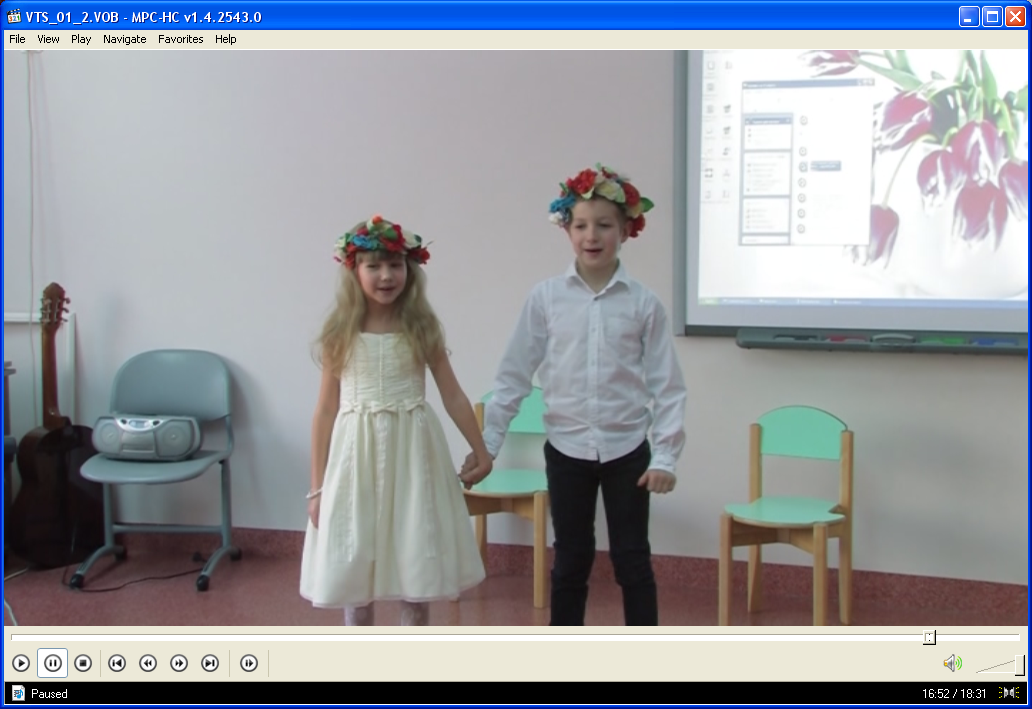 VTS_01_2.VOB - MPC-HC v1.4.2543.0
File View Play Navigate Favorites Help
Paused
16:52 / 18:31